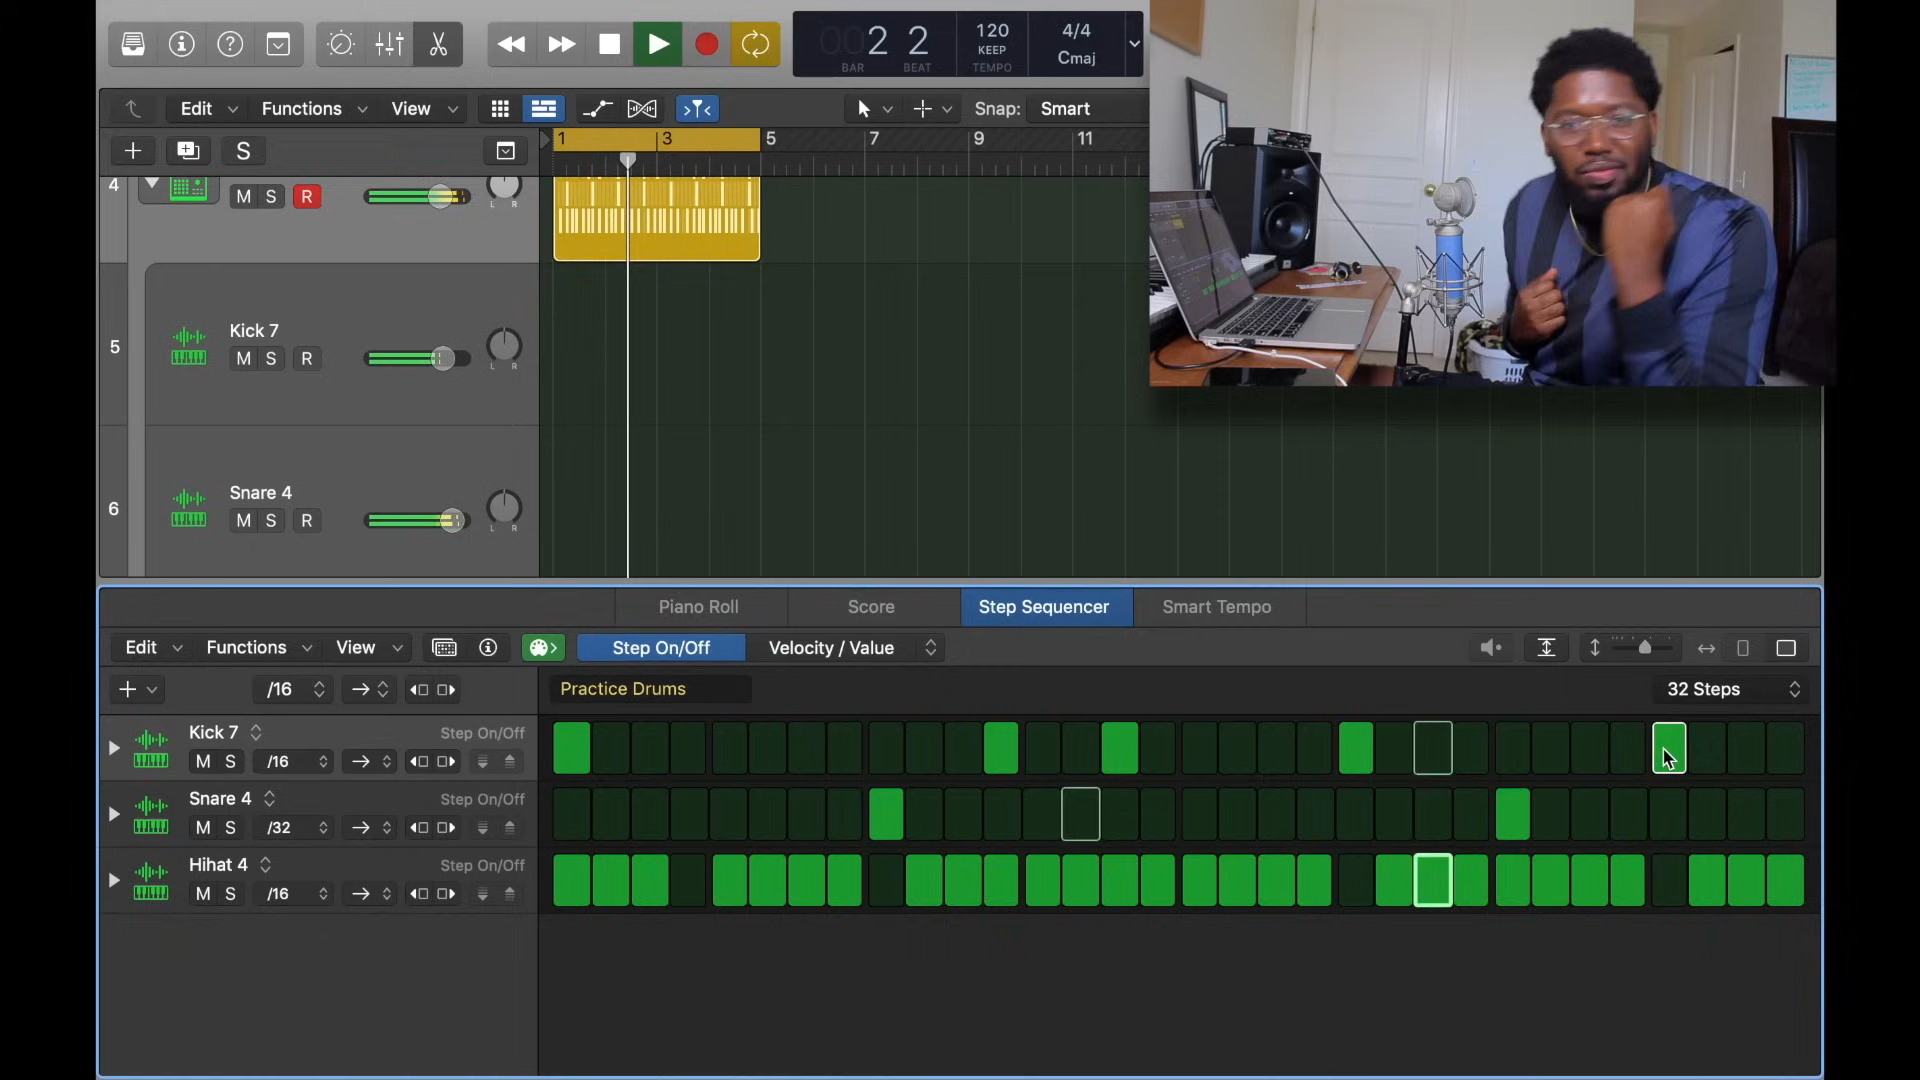 00 2 2
BAR BEAT
120
KEEP
TEMPO
4/4
Cmaj
Edit Functions View Snap: Smart
S 1 3 5 7 9 11
4 M S R L R
5 Kick 7
M S R L R
6 Snare 4
M S R L R
Piano Roll Score Step Sequencer Smart Tempo
Edit Functions View Step On/Off Velocity / Value
/16 Practice Drums 32 Steps
Kick 7 Step On/Off
M S /16
Snare 4 Step On/Off
M S /32
Hihat 4 Step On/Off
M S /16